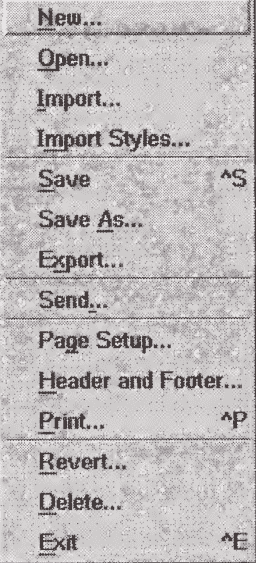 New...
Open...
Import...
Import Styles...
Save ^S
Save As...
Export...
Send...
Page Setup...
Header and Footer...
Print... ^P
Revert...
Delete...
Exit ^E